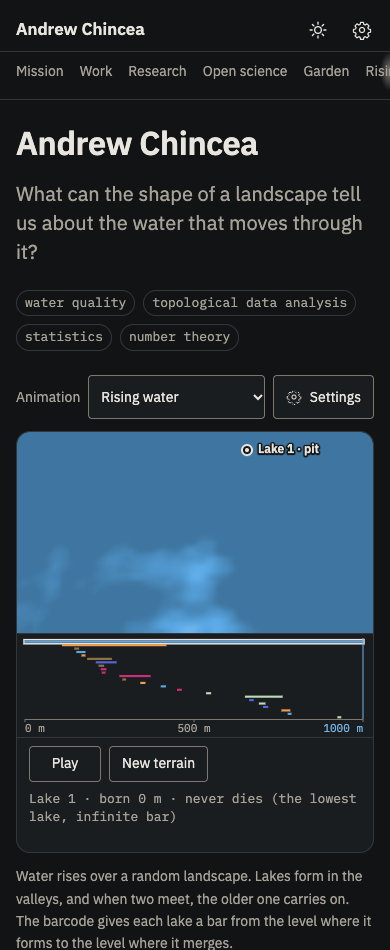 Andrew Chincea
Mission Work Research Open science Garden
Andrew Chincea
What can the shape of a landscape tell
us about the water that moves through
it?
water quality topological data analysis
statistics number theory
Animation Rising water Settings
Lake 1 · pit
0 m 500 m 1000 m
Play New terrain
Lake 1 · born 0 m · never dies (the lowest
lake, infinite bar)
Water rises over a random landscape. Lakes form in the
valleys, and when two meet, the older one carries on.
The barcode gives each lake a bar from the level where it
forms to the level where it merges.